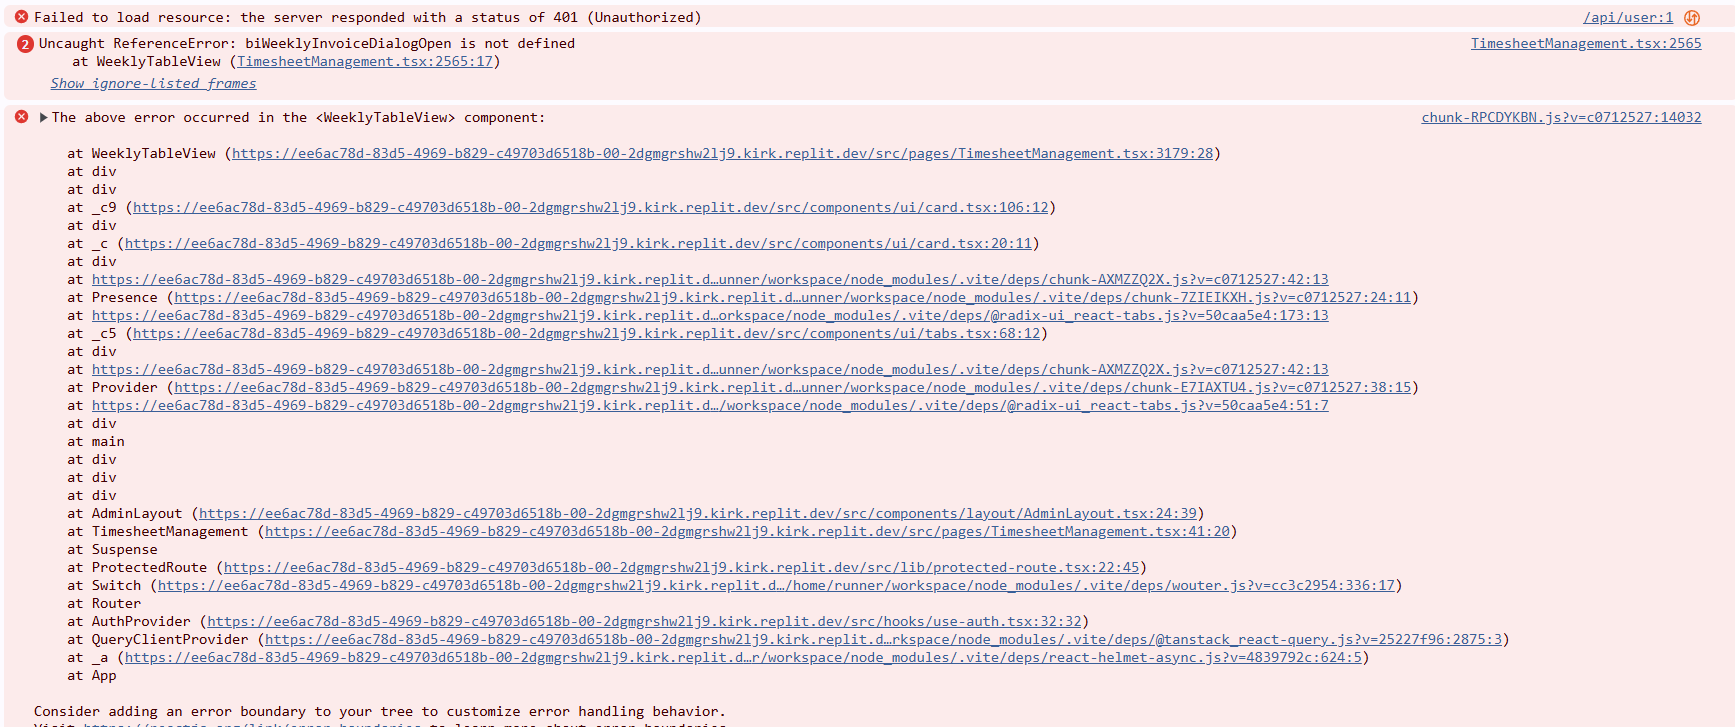 Failed to load resource: the server responded with a status of 401 (Unauthorized) /api/user:1
2 Uncaught ReferenceError: biWeeklyInvoiceDialogOpen is not defined TimesheetManagement.tsx:2565
at WeeklyTableView (TimesheetManagement.tsx:2565:17)
Show ignore-listed frames
The above error occurred in the <WeeklyTableView> component: chunk-RPCDYKBN.js?v=c0712527:14032
at WeeklyTableView (https://ee6ac78d-83d5-4969-b829-c49703d6518b-00-2dgmgrshw2lj9.kirk.replit.dev/src/pages/TimesheetManagement.tsx:3179:28)
at div
at div
at _c9 (https://ee6ac78d-83d5-4969-b829-c49703d6518b-00-2dgmgrshw2lj9.kirk.replit.dev/src/components/ui/card.tsx:106:12)
at div
at _c (https://ee6ac78d-83d5-4969-b829-c49703d6518b-00-2dgmgrshw2lj9.kirk.replit.dev/src/components/ui/card.tsx:20:11)
at div
at https://ee6ac78d-83d5-4969-b829-c49703d6518b-00-2dgmgrshw2lj9.kirk.replit.d…unner/workspace/node_modules/.vite/deps/chunk-AXMZZQ2X.js?v=c0712527:42:13
at Presence (https://ee6ac78d-83d5-4969-b829-c49703d6518b-00-2dgmgrshw2lj9.kirk.replit.d…unner/workspace/node_modules/.vite/deps/chunk-7ZIEIKXH.js?v=c0712527:24:11)
at https://ee6ac78d-83d5-4969-b829-c49703d6518b-00-2dgmgrshw2lj9.kirk.replit.d…orkspace/node_modules/.vite/deps/@radix-ui_react-tabs.js?v=50caa5e4:173:13
at _c5 (https://ee6ac78d-83d5-4969-b829-c49703d6518b-00-2dgmgrshw2lj9.kirk.replit.dev/src/components/ui/tabs.tsx:68:12)
at div
at https://ee6ac78d-83d5-4969-b829-c49703d6518b-00-2dgmgrshw2lj9.kirk.replit.d…unner/workspace/node_modules/.vite/deps/chunk-AXMZZQ2X.js?v=c0712527:42:13
at Provider (https://ee6ac78d-83d5-4969-b829-c49703d6518b-00-2dgmgrshw2lj9.kirk.replit.d…unner/workspace/node_modules/.vite/deps/chunk-E7IAXTU4.js?v=c0712527:38:15)
at https://ee6ac78d-83d5-4969-b829-c49703d6518b-00-2dgmgrshw2lj9.kirk.replit.d…/workspace/node_modules/.vite/deps/@radix-ui_react-tabs.js?v=50caa5e4:51:7
at div
at main
at div
at div
at div
at AdminLayout (https://ee6ac78d-83d5-4969-b829-c49703d6518b-00-2dgmgrshw2lj9.kirk.replit.dev/src/components/layout/AdminLayout.tsx:24:39)
at TimesheetManagement (https://ee6ac78d-83d5-4969-b829-c49703d6518b-00-2dgmgrshw2lj9.kirk.replit.dev/src/pages/TimesheetManagement.tsx:41:20)
at Suspense
at ProtectedRoute (https://ee6ac78d-83d5-4969-b829-c49703d6518b-00-2dgmgrshw2lj9.kirk.replit.dev/src/lib/protected-route.tsx:22:45)
at Switch (https://ee6ac78d-83d5-4969-b829-c49703d6518b-00-2dgmgrshw2lj9.kirk.replit.d…/home/runner/workspace/node_modules/.vite/deps/wouter.js?v=cc3c2954:336:17)
at Router
at AuthProvider (https://ee6ac78d-83d5-4969-b829-c49703d6518b-00-2dgmgrshw2lj9.kirk.replit.dev/src/hooks/use-auth.tsx:32:32)
at QueryClientProvider (https://ee6ac78d-83d5-4969-b829-c49703d6518b-00-2dgmgrshw2lj9.kirk.replit.d…rkspace/node_modules/.vite/deps/@tanstack_react-query.js?v=25227f96:2875:3)
at _a (https://ee6ac78d-83d5-4969-b829-c49703d6518b-00-2dgmgrshw2lj9.kirk.replit.d…r/workspace/node_modules/.vite/deps/react-helmet-async.js?v=4839792c:624:5)
at App
Consider adding an error boundary to your tree to customize error handling behavior.